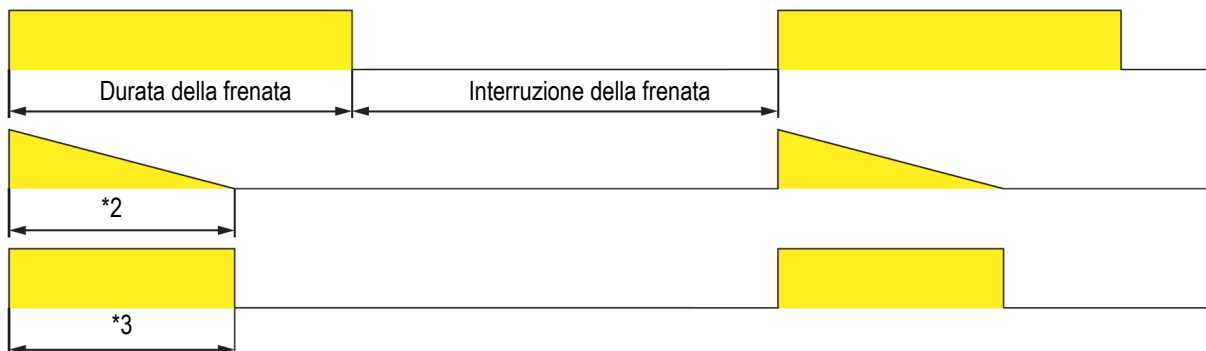 Durata della frenata
Interruzione della frenata
*2
*3